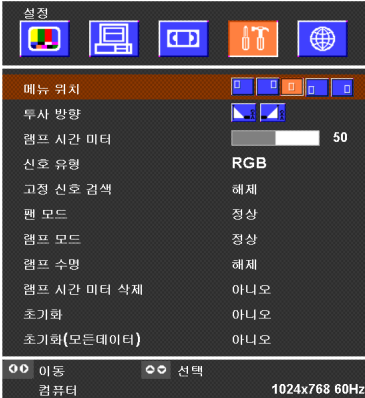 설정
메뉴 위치
투사 방향
램프 시간 미터 50
신호 유형 RGB
고정 신호 검색 해제
팬 모드 정상
램프 모드 정상
램프 수명 해제
램프 시간 미터 삭제 아니오
초기화 아니오
초기화(모든데이터) 아니오
이동 선택
컴퓨터 1024x768 60Hz